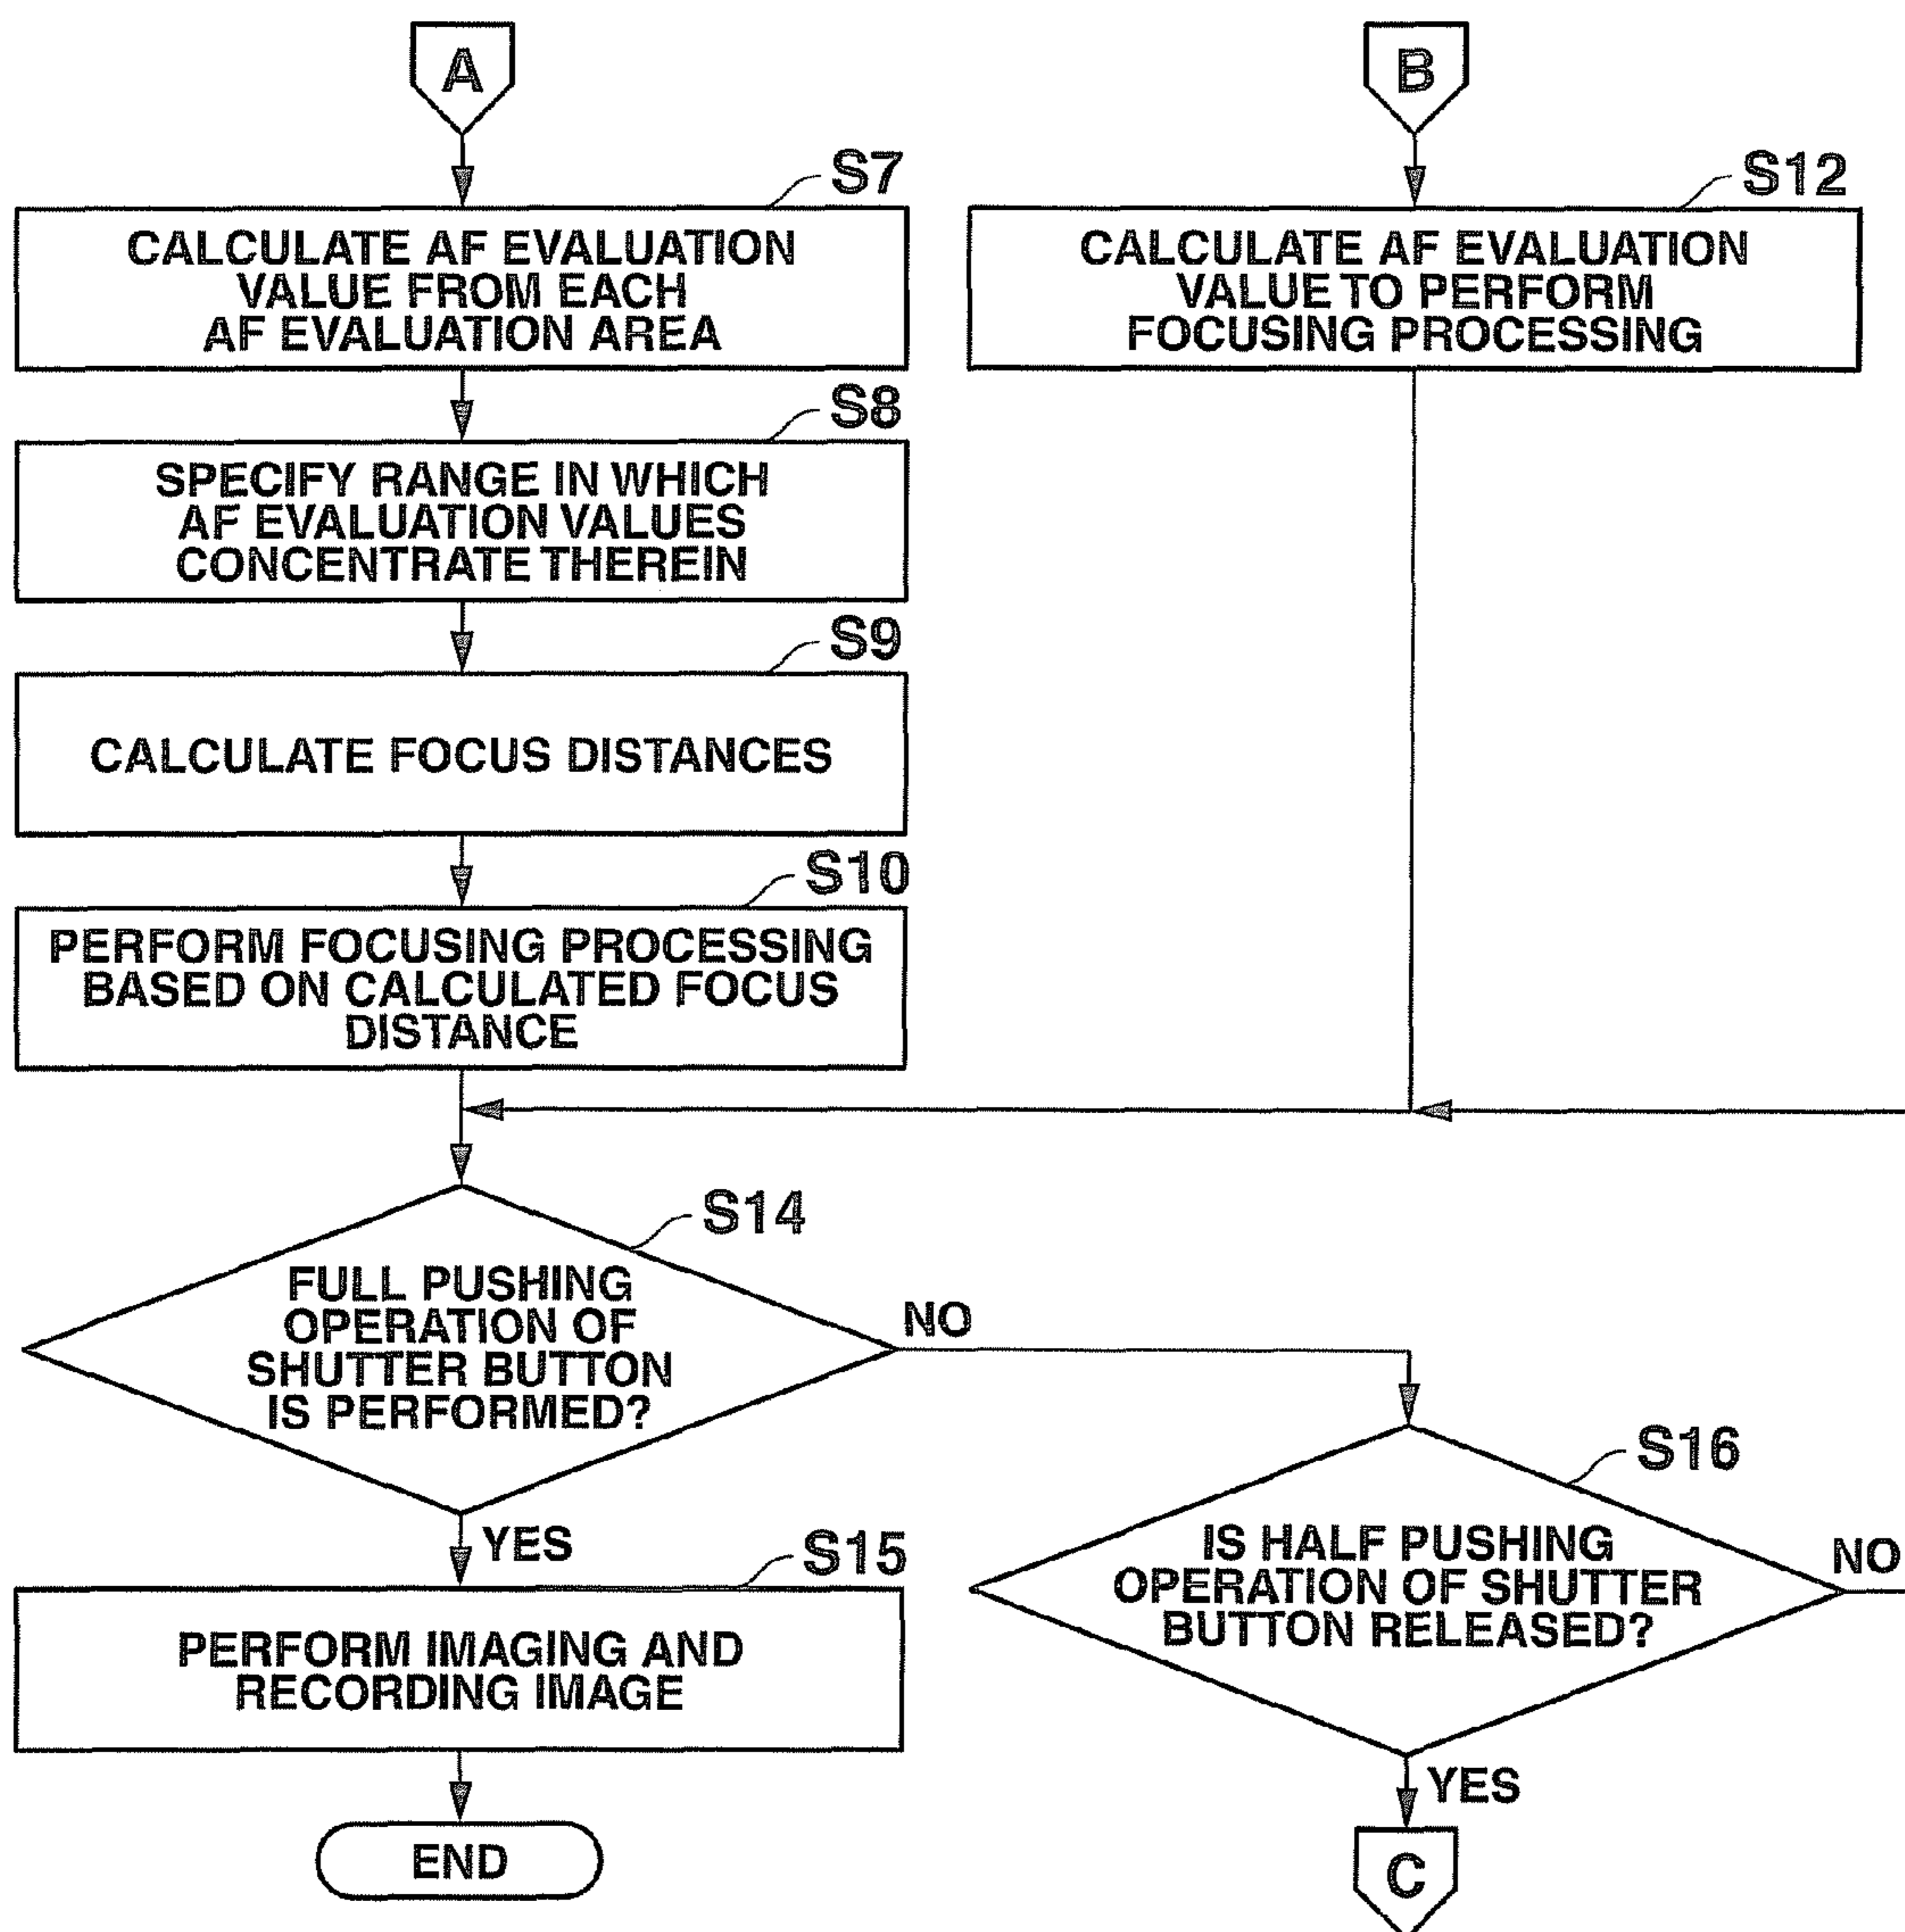 A
S7
CALCULATE AF EVALUATION
VALUE FROM EACH
AF EVALUATION AREA
S8
SPECIFY RANGE IN WHICH
AF EVALUATION VALUES
CONCENTRATE THEREIN
S9
CALCULATE FOCUS DISTANCES
S10
PERFORM FOCUSING PROCESSING
BASED ON CALCULATED FOCUS
DISTANCE
B
S12
CALCULATE AF EVALUATION
VALUE TO PERFORM
FOCUSING PROCESSING
S14
FULL PUSHING
OPERATION OF
SHUTTER BUTTON
IS PERFORMED?
NO
YES
S15
PERFORM IMAGING AND
RECORDING IMAGE
END
S16
IS HALF PUSHING
OPERATION OF SHUTTER
BUTTON RELEASED?
NO
YES
C